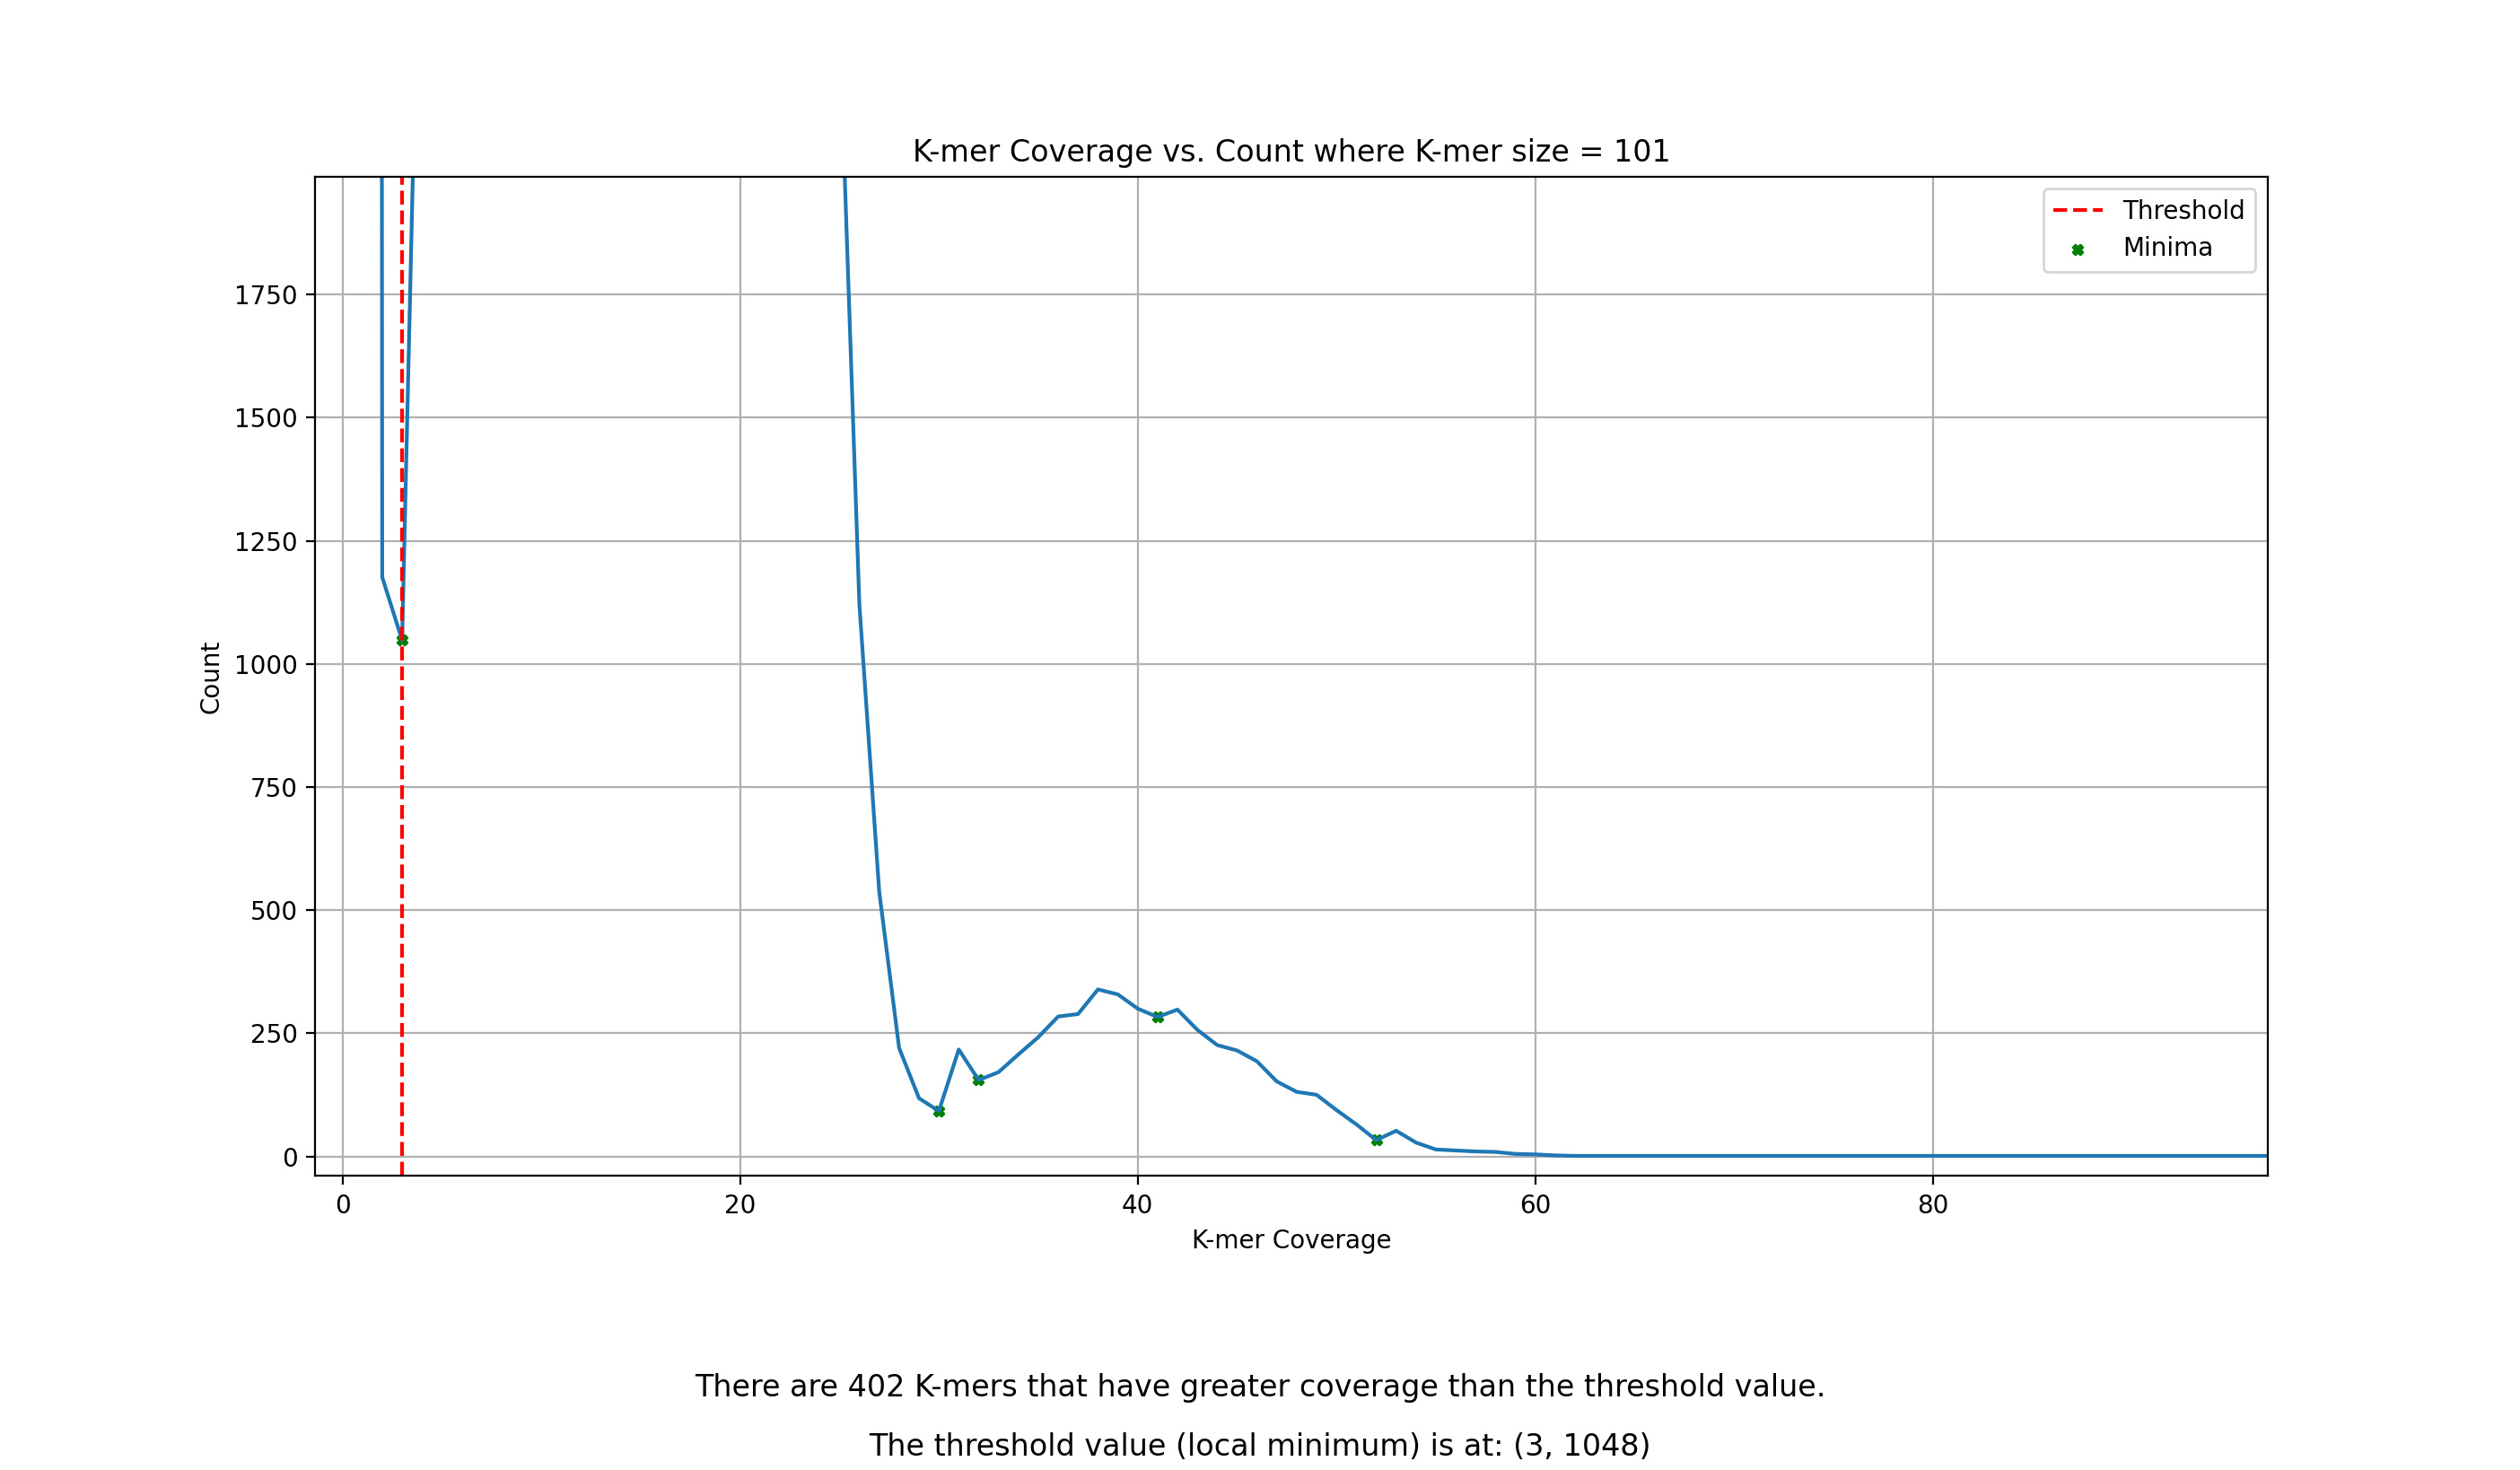 K-mer Coverage vs. Count where K-mer size = 101
Threshold
Minima
1750
1500
1250
1000
750
500
250
0
Count
0 20 40 60 80
K-mer Coverage
There are 402 K-mers that have greater coverage than the threshold value.
The threshold value (local minimum) is at: (3, 1048)